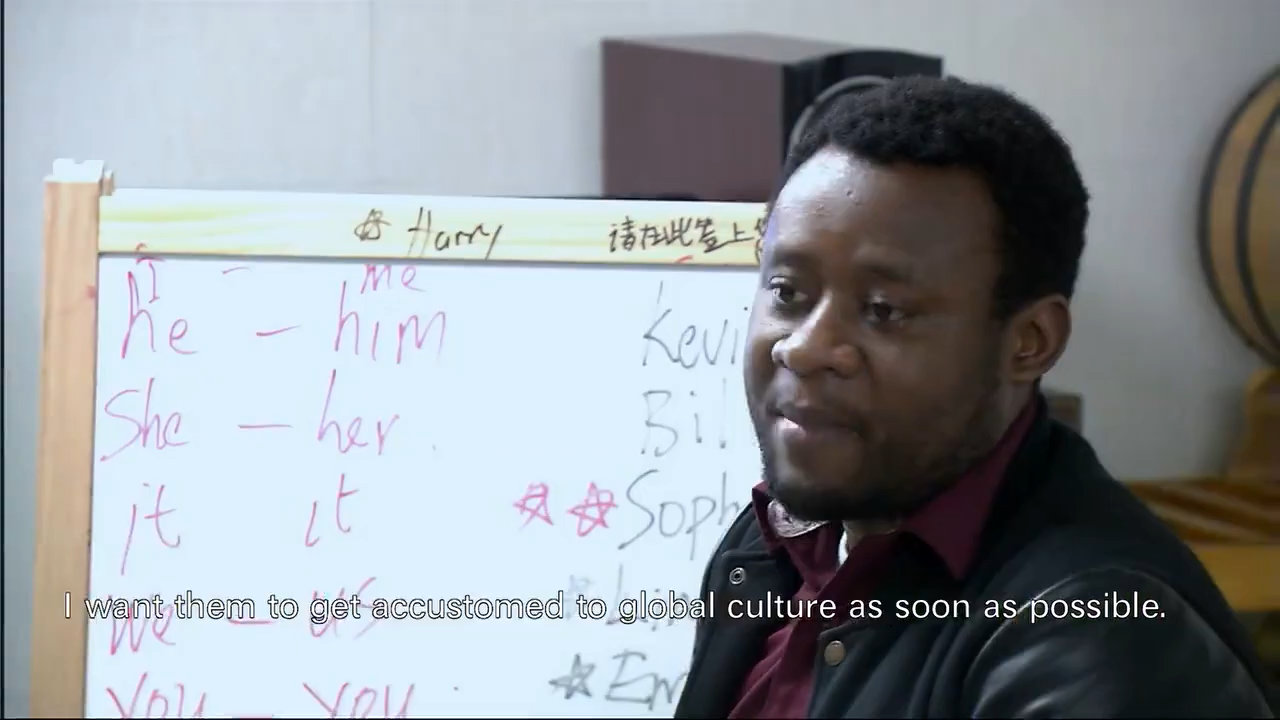 ☆ Harry
请在此签上
I - me
he - him
She - her
it it
we - us
you - you
Kevi
Bil
☆☆ Soph
Lin
☆ Em
I want them to get accustomed to global culture as soon as possible.